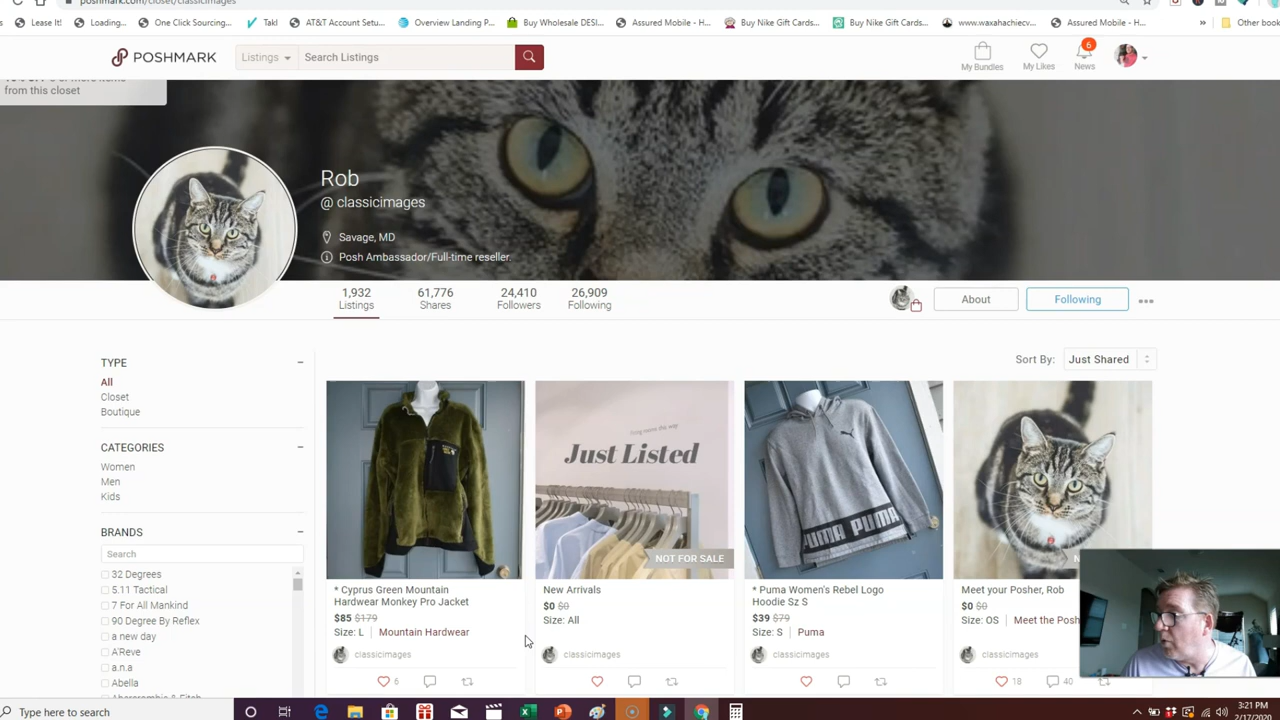 poshmark.com/closet/classicimages
Lease It!
Loading...
One Click Sourcing...
Takl
AT&T Account Setu...
Overview Landing P...
Buy Wholesale DESI...
Assured Mobile - H...
Buy Nike Gift Cards...
Buy Nike Gift Cards...
www.waxahachiecv...
Assured Mobile - H...
»
Other book
POSHMARK
Listings
Search Listings
My Bundles
My Likes
6
News
from this closet
Rob
@ classicimages
Savage, MD
Posh Ambassador/Full-time reseller.
1,932
Listings
61,776
Shares
24,410
Followers
26,909
Following
About
Following
TYPE
All
Closet
Boutique
CATEGORIES
Women
Men
Kids
BRANDS
Search
32 Degrees
5.11 Tactical
7 For All Mankind
90 Degree By Reflex
a new day
A'Reve
a.n.a
Abella
Abercrombie & Fitch
Sort By:
Just Shared
* Cyprus Green Mountain
Hardwear Monkey Pro Jacket
$85 $179
Size: L | Mountain Hardwear
classicimages
6
Just Listed
NOT FOR SALE
New Arrivals
$0 $0
Size: All
classicimages
PUMA PUMA
* Puma Women's Rebel Logo
Hoodie Sz S
$39 $79
Size: S | Puma
classicimages
Meet your Posher, Rob
$0 $0
Size: OS | Meet the Posh
classicimages
18
40
Type here to search
3:21 PM